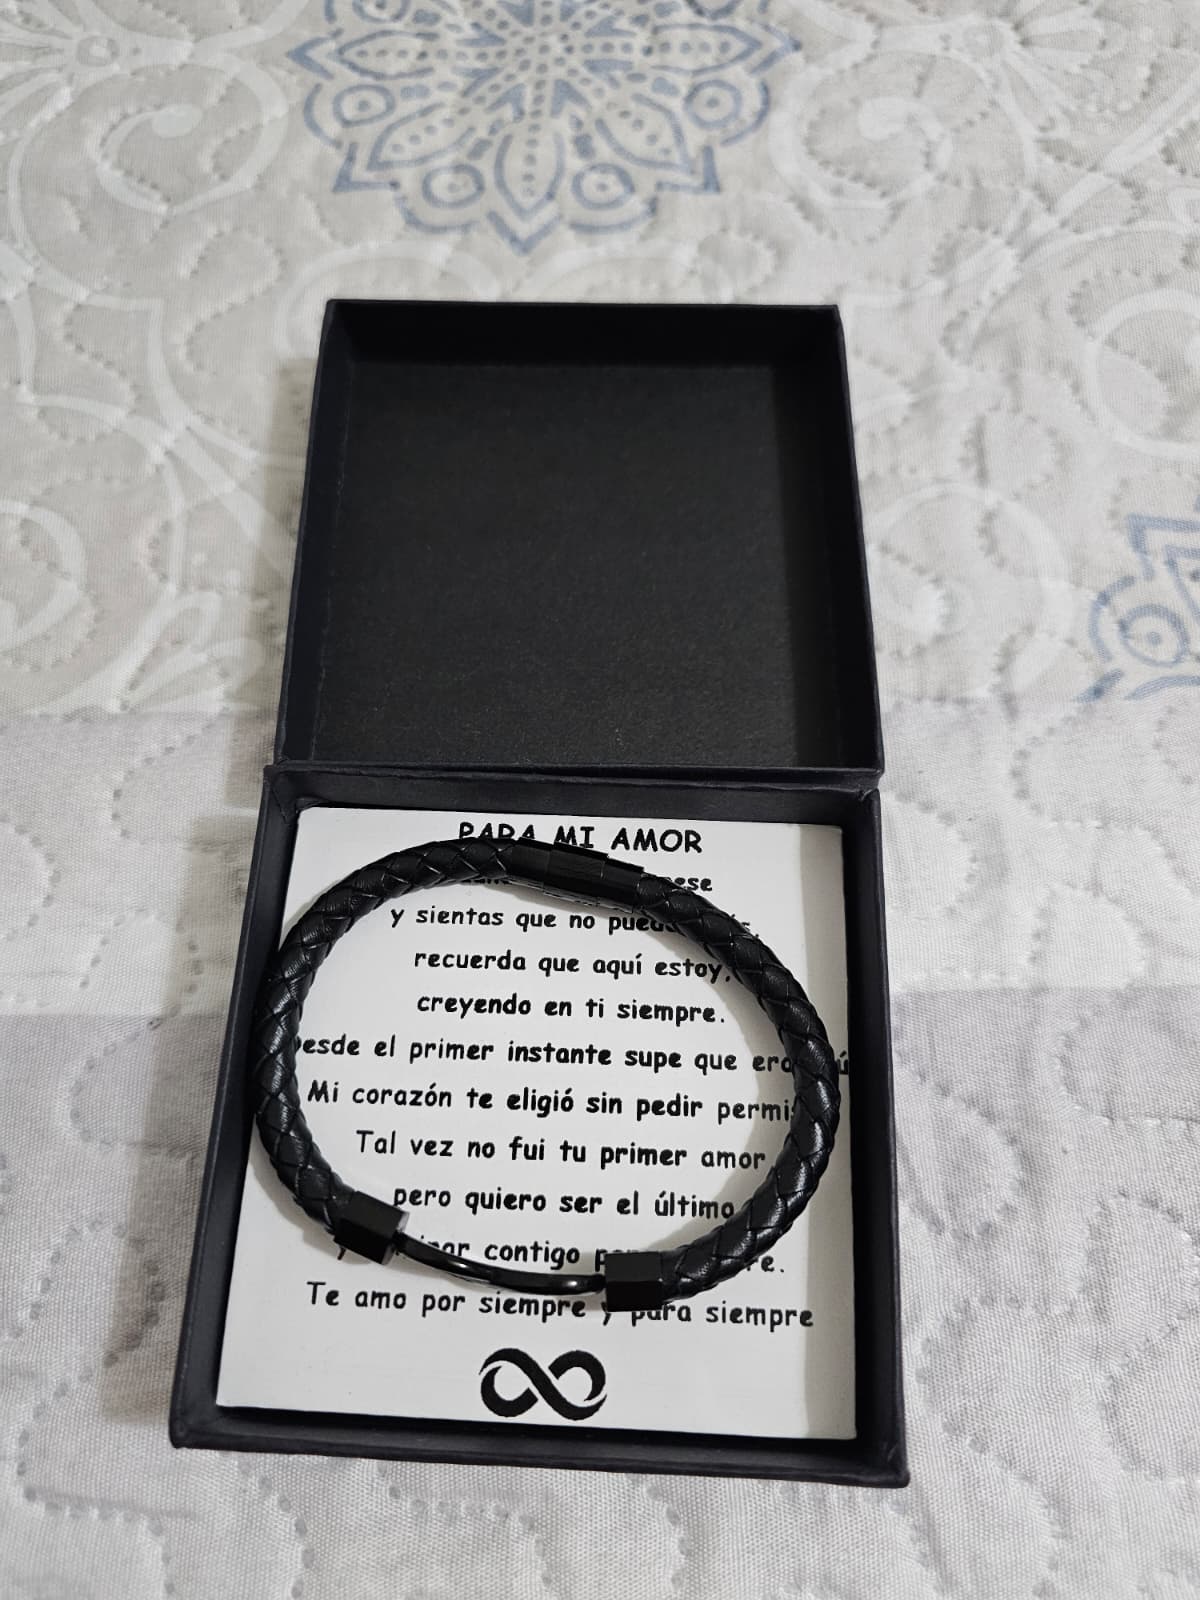 PARA MI AMOR
y sientas que no
recuerda que aquí estoy,
creyendo en ti siempre.
esde el primer instante supe que
Mi corazón te eligió sin pedir
Tal vez no fui tu primer amor
pero quiero ser el último
contigo
Te amo por siempre y para siempre